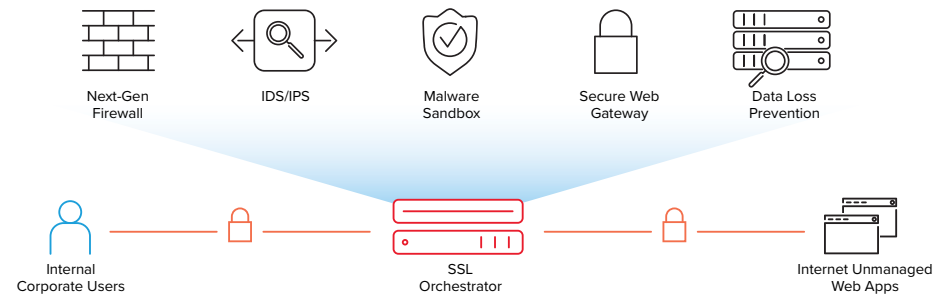 Next-Gen
Firewall
IDS/IPS
Malware
Sandbox
Secure Web
Gateway
Data Loss
Prevention
Internal
Corporate Users
SSL
Orchestrator
Internet Unmanaged
Web Apps